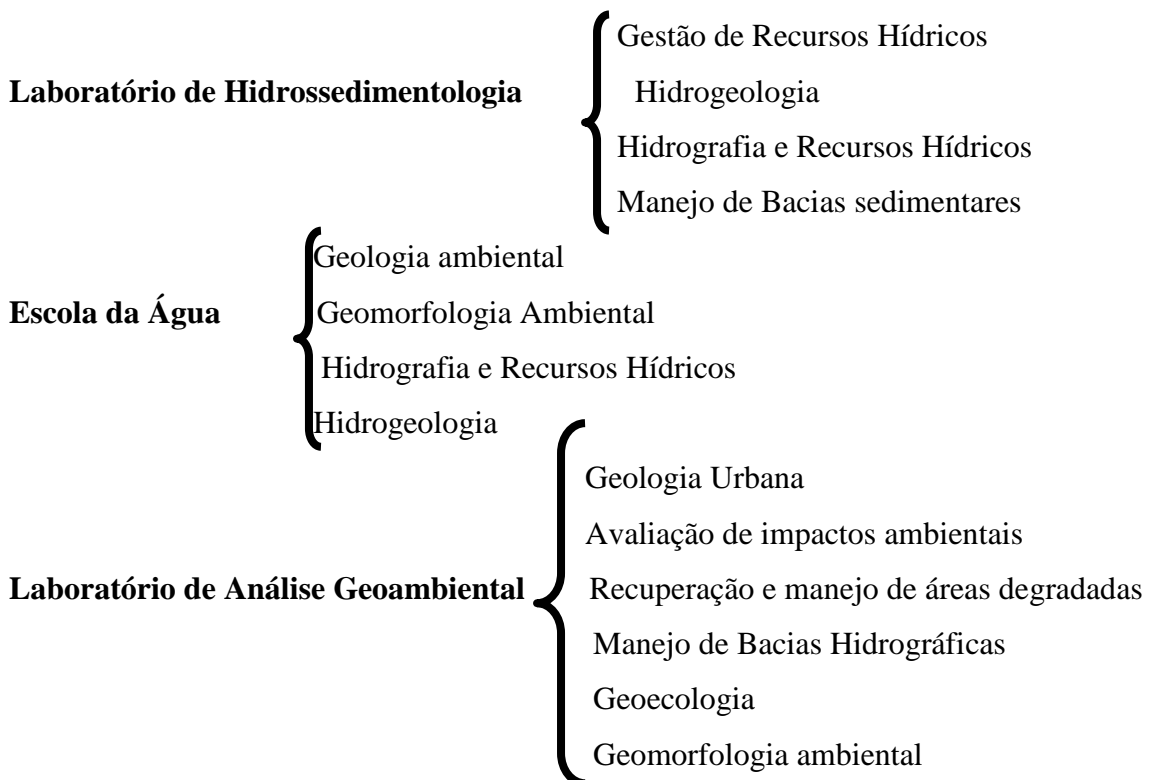 Gestão de Recursos Hídricos
Laboratório de Hidrossedimentologia
Hidrogeologia
Hidrografia e Recursos Hídricos
Manejo de Bacias sedimentares
Geologia ambiental
Escola da Água
Geomorfologia Ambiental
Hidrografia e Recursos Hídricos
Hidrogeologia
Geologia Urbana
Avaliação de impactos ambientais
Laboratório de Análise Geoambiental
Recuperação e manejo de áreas degradadas
Manejo de Bacias Hidrográficas
Geoecologia
Geomorfologia ambiental